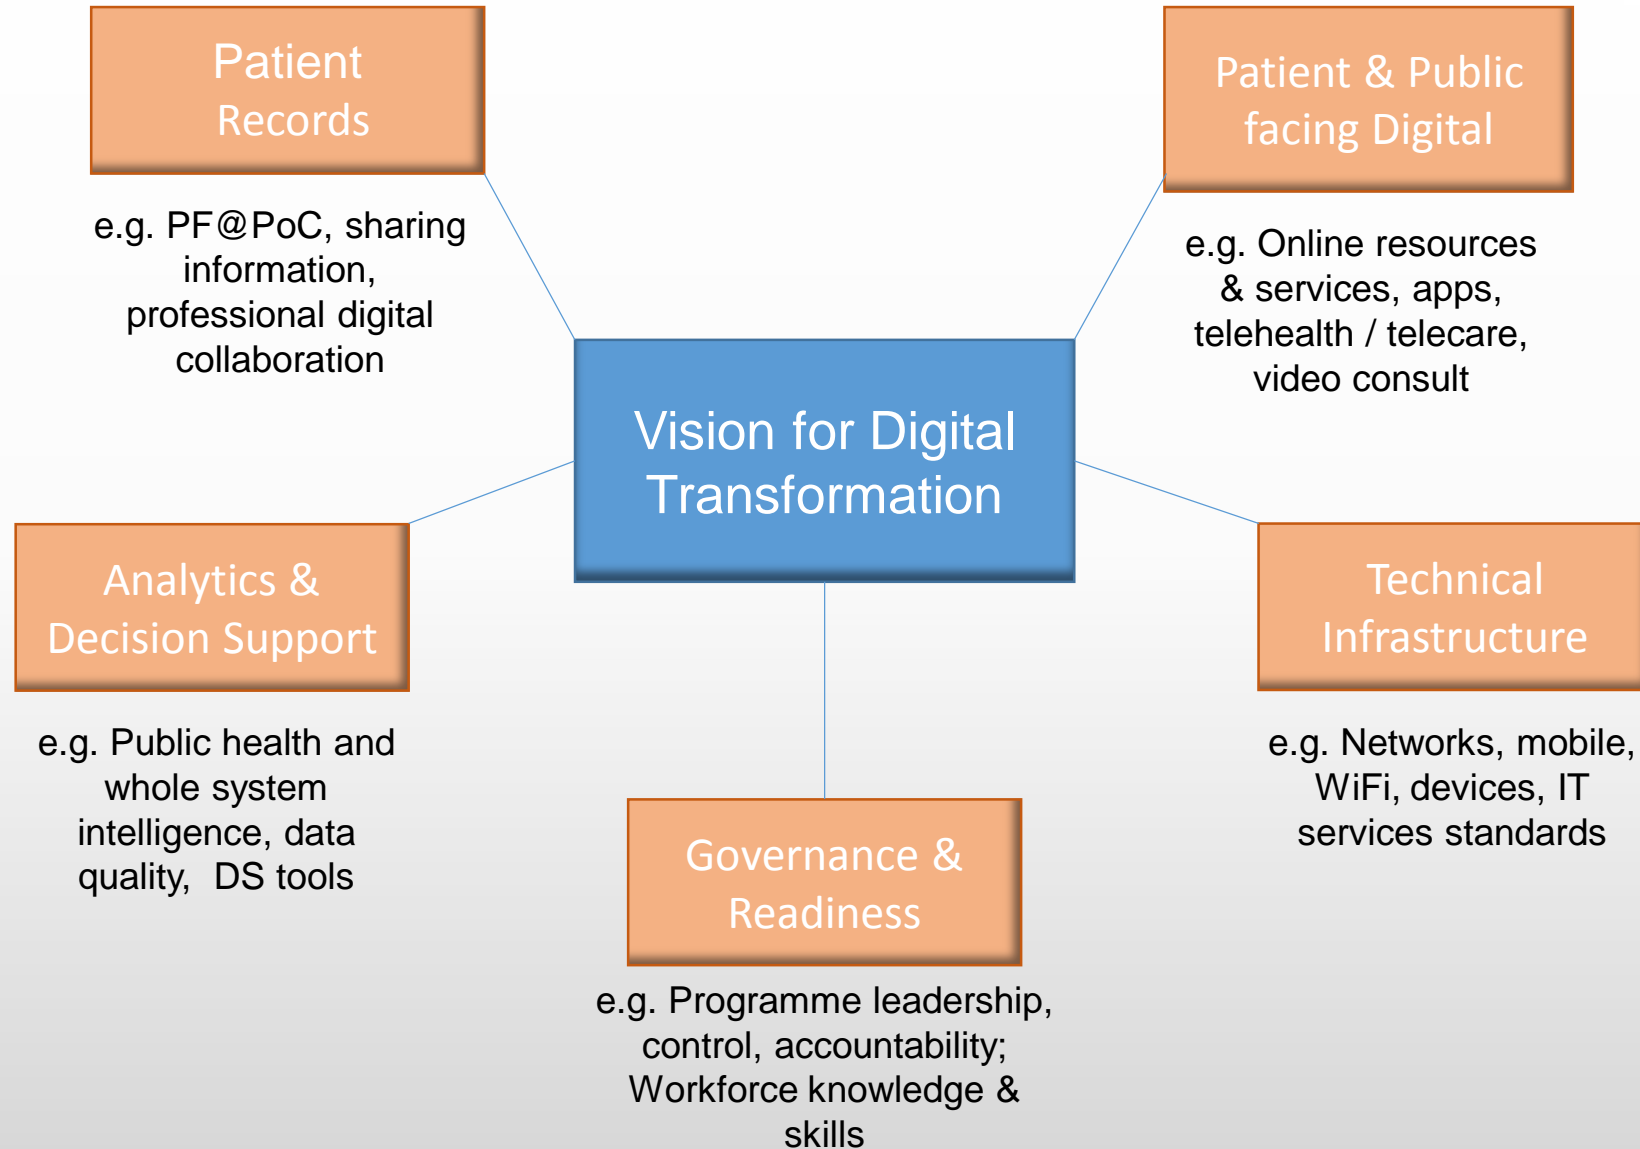 Patient
Records
e.g. PF@PoC, sharing
information,
professional digital
collaboration
Patient & Public
facing Digital
e.g. Online resources
& services, apps,
telehealth / telecare,
video consult
Vision for Digital
Transformation
Analytics &
Decision Support
e.g. Public health and
whole system
intelligence, data
quality,  DS tools
Technical
Infrastructure
e.g. Networks, mobile,
WiFi, devices, IT
services standards
Governance &
Readiness
e.g. Programme leadership,
control, accountability;
Workforce knowledge &
skills